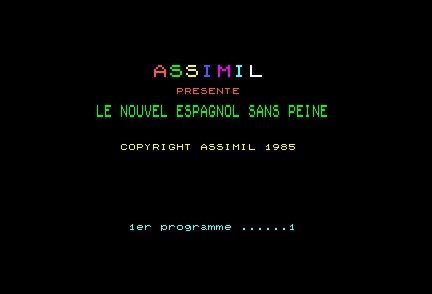 ASSIMIL
PRESENTE
LE NOUVEL ESPAGNOL SANS PEINE
COPYRIGHT ASSIMIL 1985
1er programme ......1